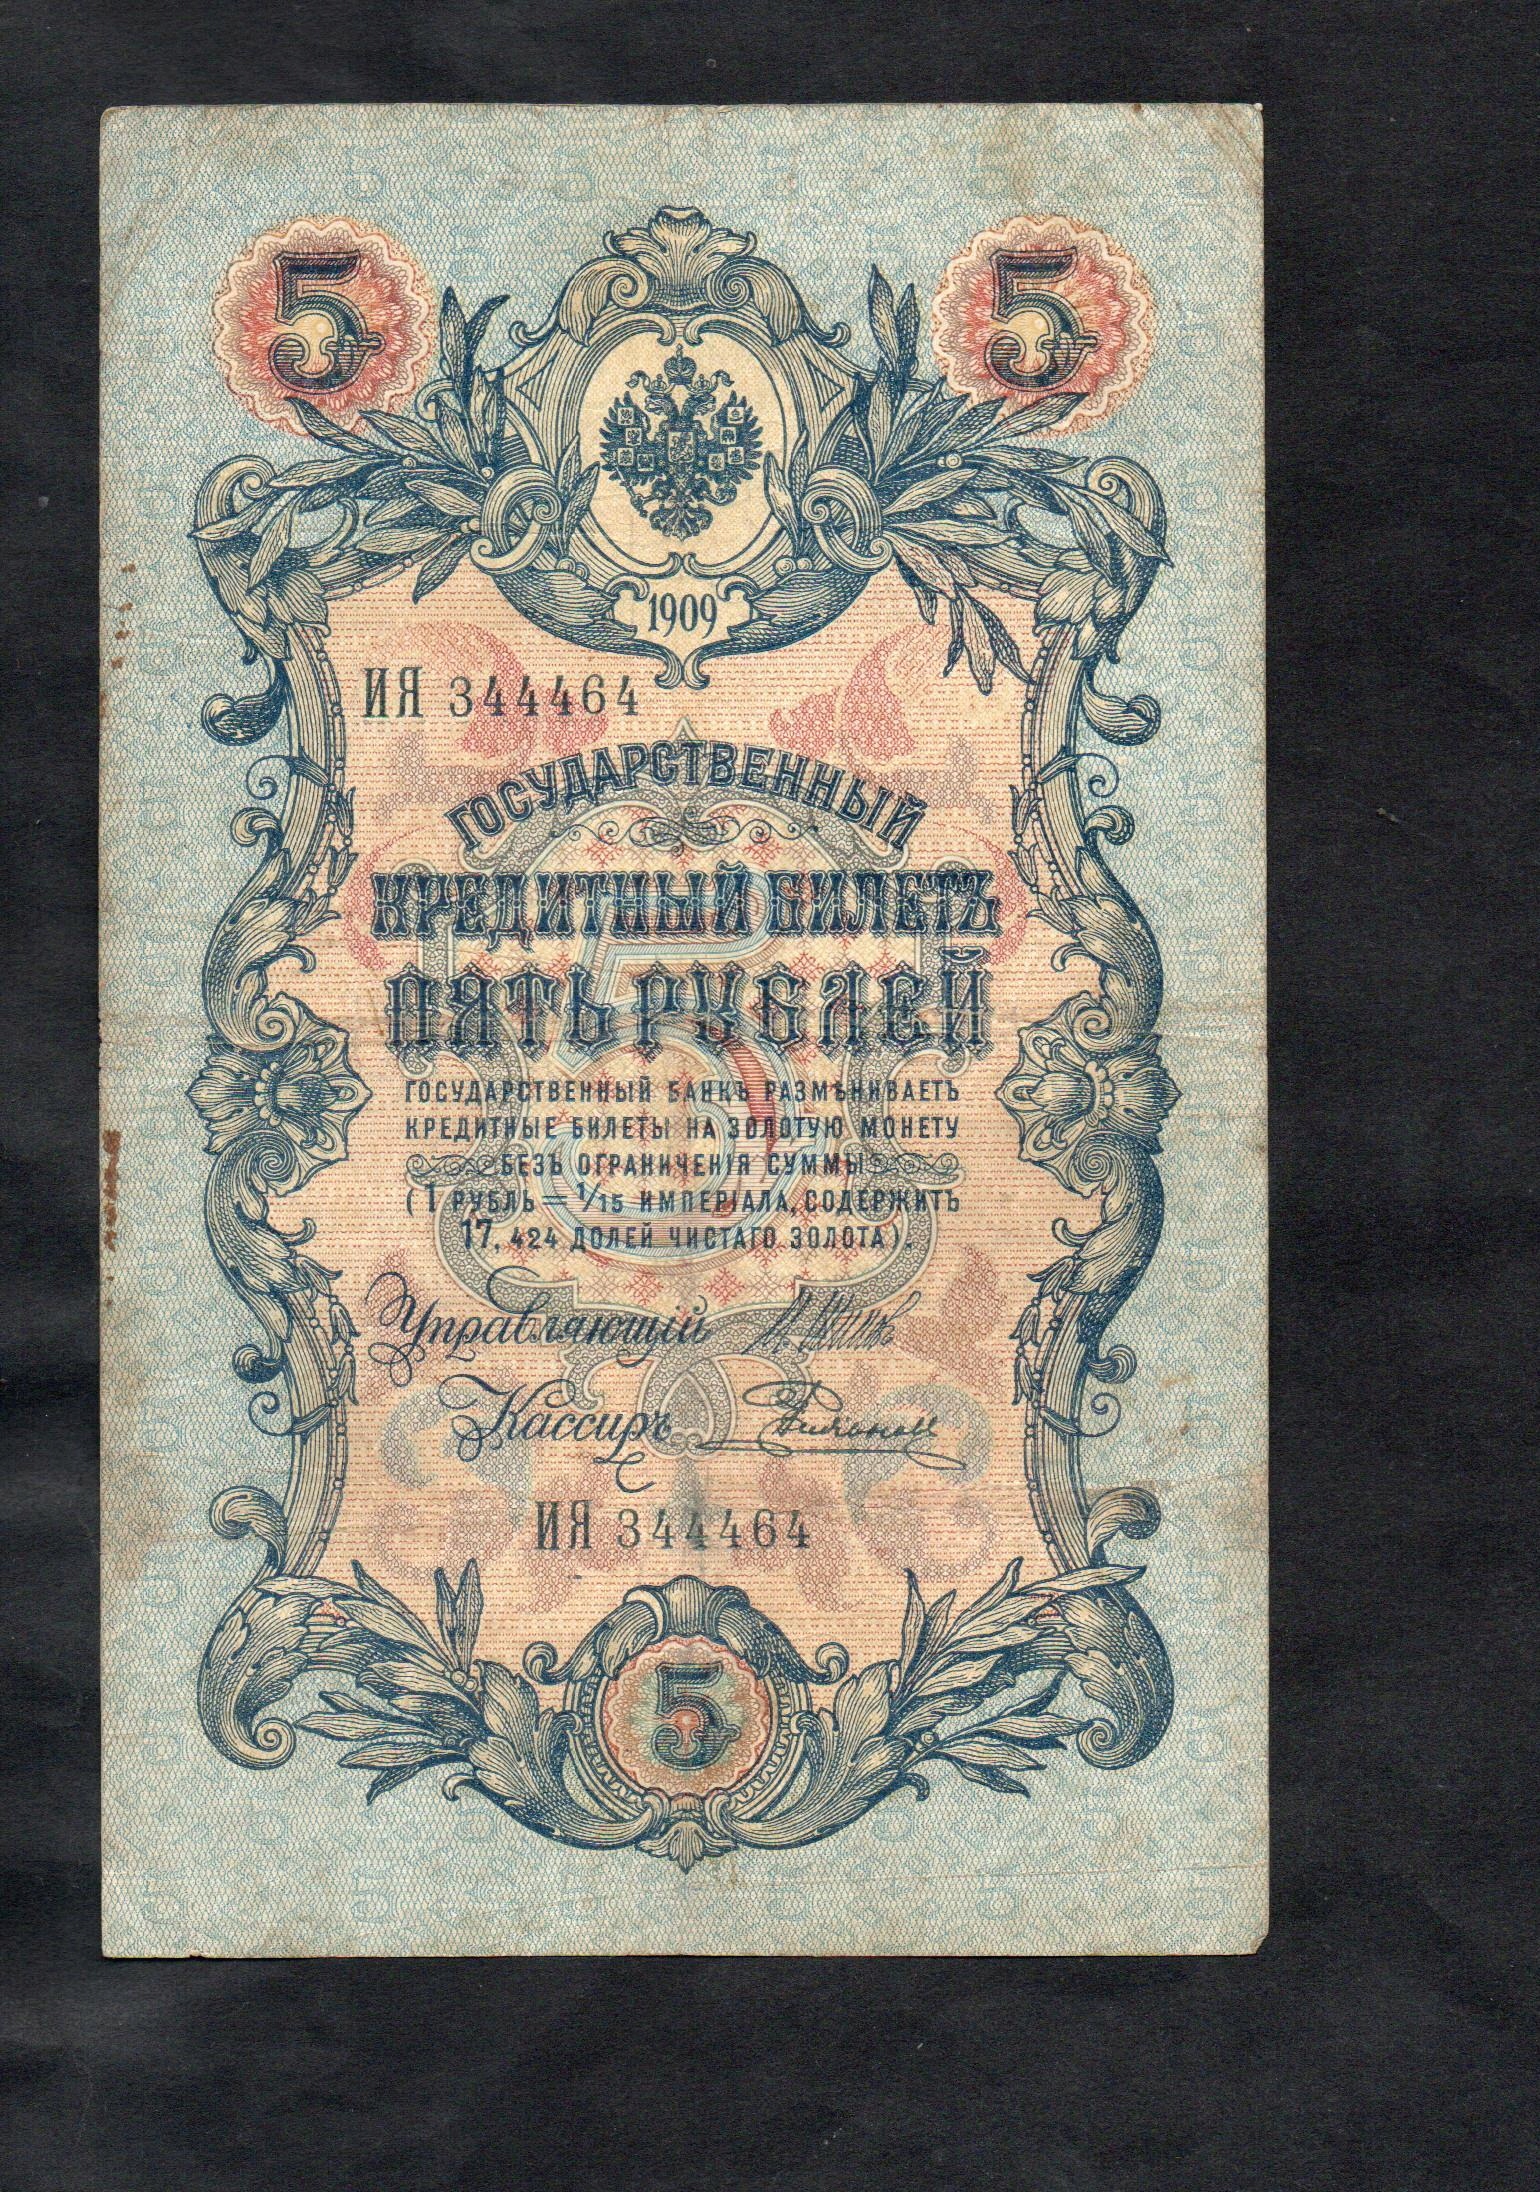 5 5
1909
ИЯ 344464
ГОСУДАРСТВЕННЫЙ
КРЕДИТНЫЙ БИЛЕТЪ
ПЯТЬ РУБЛЕЙ
5
ГОСУДАРСТВЕННЫЙ БАНКЪ РАЗМѢНИВАЕТЪ
КРЕДИТНЫЕ БИЛЕТЫ НА ЗОЛОТУЮ МОНЕТУ
БЕЗЪ ОГРАНИЧЕНІЯ СУММЫ
(1 РУБЛЬ = 1/15 ИМПЕРІАЛА, СОДЕРЖИТЪ
17,424 ДОЛЕЙ ЧИСТАГО ЗОЛОТА).
Управляющій
Кассиръ
ИЯ 344464
5